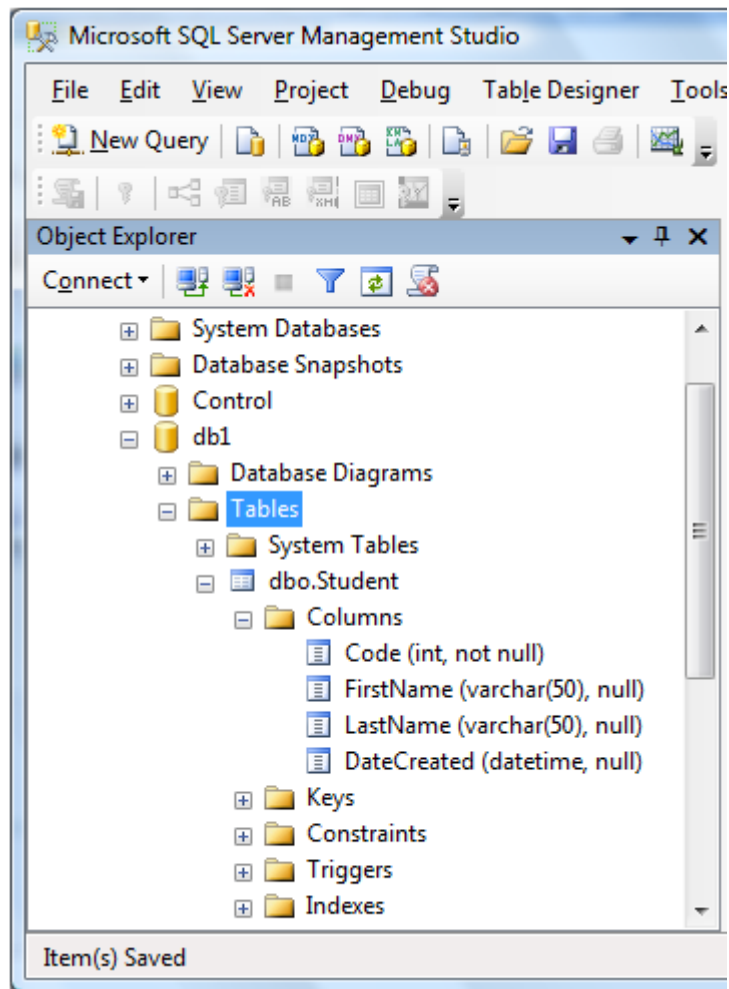 Microsoft SQL Server Management Studio
File Edit View Project Debug Table Designer Tools
New Query
Object Explorer
Connect
System Databases
Database Snapshots
Control
db1
Database Diagrams
Tables
System Tables
dbo.Student
Columns
Code (int, not null)
FirstName (varchar(50), null)
LastName (varchar(50), null)
DateCreated (datetime, null)
Keys
Constraints
Triggers
Indexes
Item(s) Saved